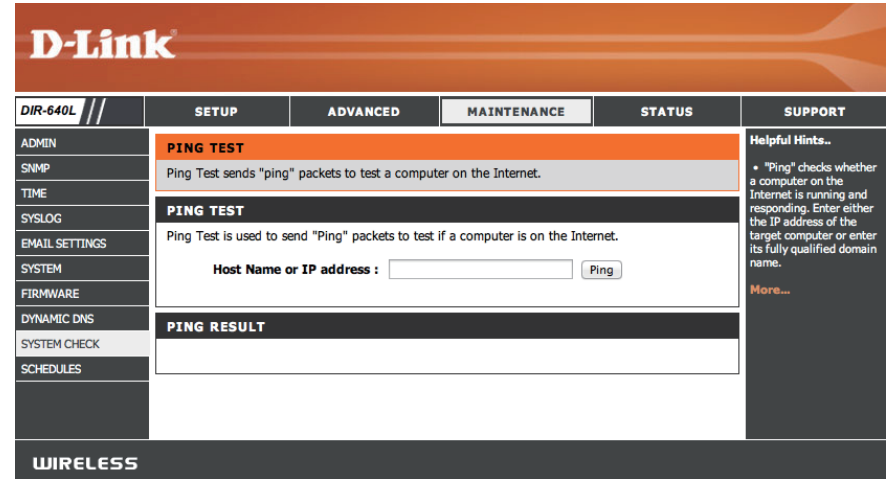 D-Link
DIR-640L
SETUP
ADVANCED
MAINTENANCE
STATUS
SUPPORT
ADMIN
SNMP
TIME
SYSLOG
EMAIL SETTINGS
SYSTEM
FIRMWARE
DYNAMIC DNS
SYSTEM CHECK
SCHEDULES
PING TEST
Ping Test sends "ping" packets to test a computer on the Internet.
PING TEST
Ping Test is used to send "Ping" packets to test if a computer is on the Internet.
Host Name or IP address :
Ping
PING RESULT
Helpful Hints..
• "Ping" checks whether
a computer on the
Internet is running and
responding. Enter either
the IP address of the
target computer or enter
its fully qualified domain
name.
More...
WIRELESS